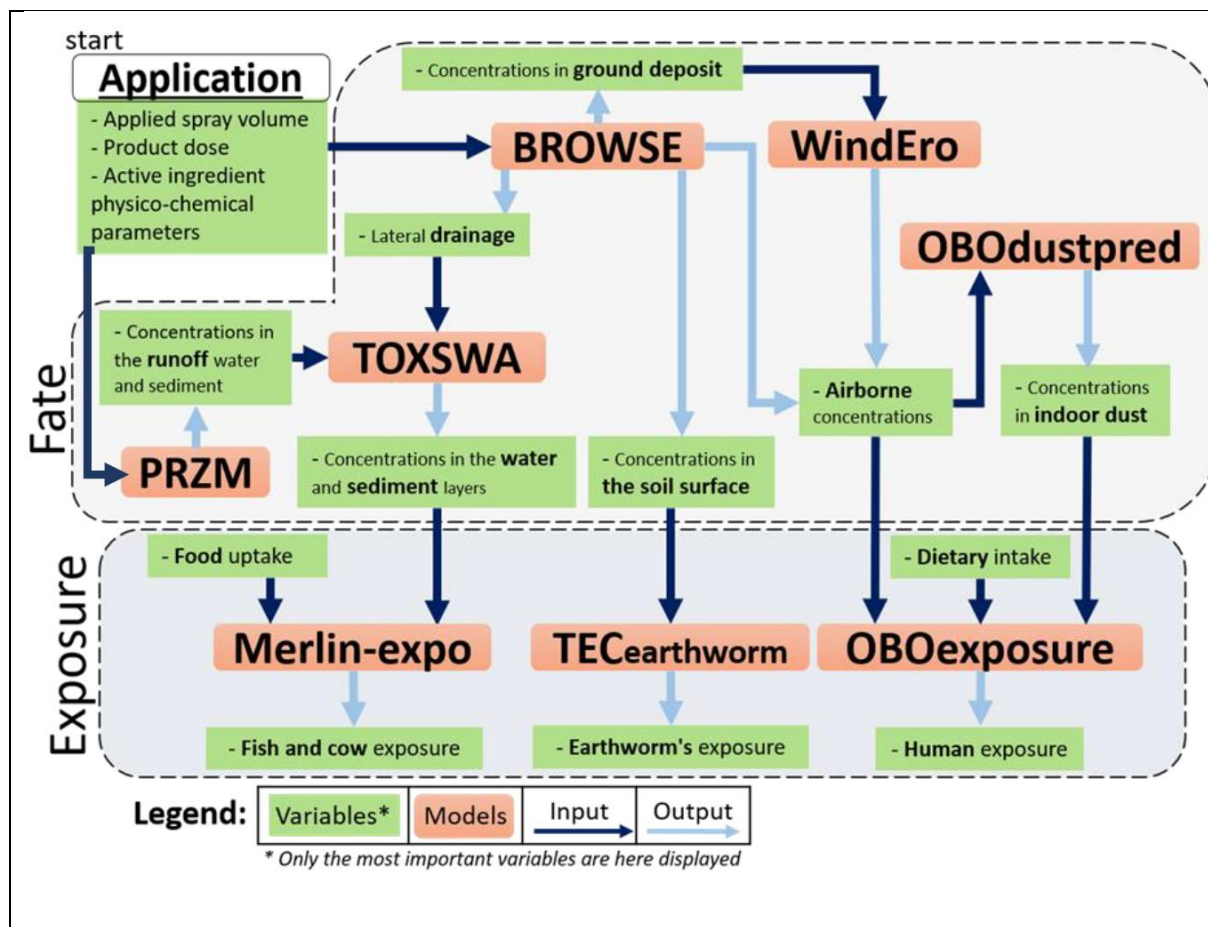 start
Application
- Applied spray volume
- Product dose
- Active ingredient
physico-chemical
parameters
- Concentrations in ground deposit
BROWSE
WindEro
- Lateral drainage
OBOdustpred
Fate
- Concentrations in
the runoff water
and sediment
TOXSWA
- Airborne
concentrations
- Concentrations
in indoor dust
PRZM
- Concentrations in the water
and sediment layers
- Concentrations in
the soil surface
Exposure
- Food uptake
- Dietary intake
Merlin-expo
TECearthworm
OBOexposure
- Fish and cow exposure
- Earthworm's exposure
- Human exposure
Legend:
Variables*
Models
Input
Output
* Only the most important variables are here displayed